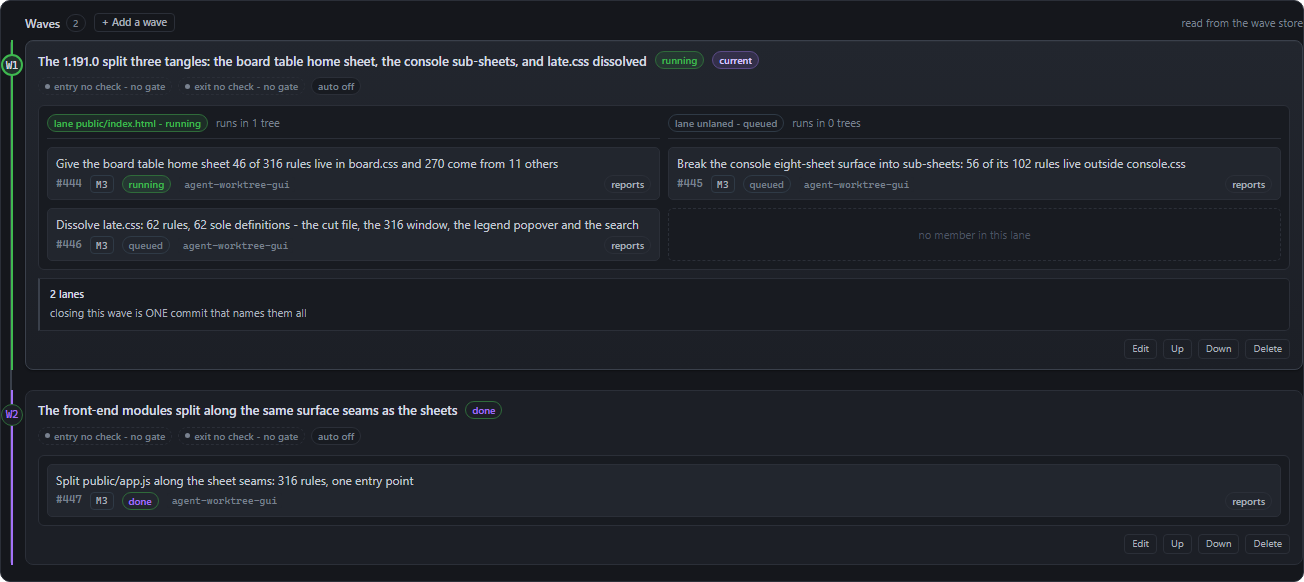 Waves 2 + Add a wave read from the wave store
W1 The 1.191.0 split three tangles: the board table home sheet, the console sub-sheets, and late.css dissolved running current
entry no check - no gate exit no check - no gate auto off
lane public/index.html - running runs in 1 tree
Give the board table home sheet 46 of 316 rules live in board.css and 270 come from 11 others
#444 M3 running agent-worktree-gui reports
Dissolve late.css: 62 rules, 62 sole definitions - the cut file, the 316 window, the legend popover and the search
#446 M3 queued agent-worktree-gui reports
lane unlaned - queued runs in 0 trees
Break the console eight-sheet surface into sub-sheets: 56 of its 102 rules live outside console.css
#445 M3 queued agent-worktree-gui reports
no member in this lane
2 lanes
closing this wave is ONE commit that names them all
Edit Up Down Delete
W2 The front-end modules split along the same surface seams as the sheets done
entry no check - no gate exit no check - no gate auto off
Split public/app.js along the sheet seams: 316 rules, one entry point
#447 M3 done agent-worktree-gui reports
Edit Up Down Delete